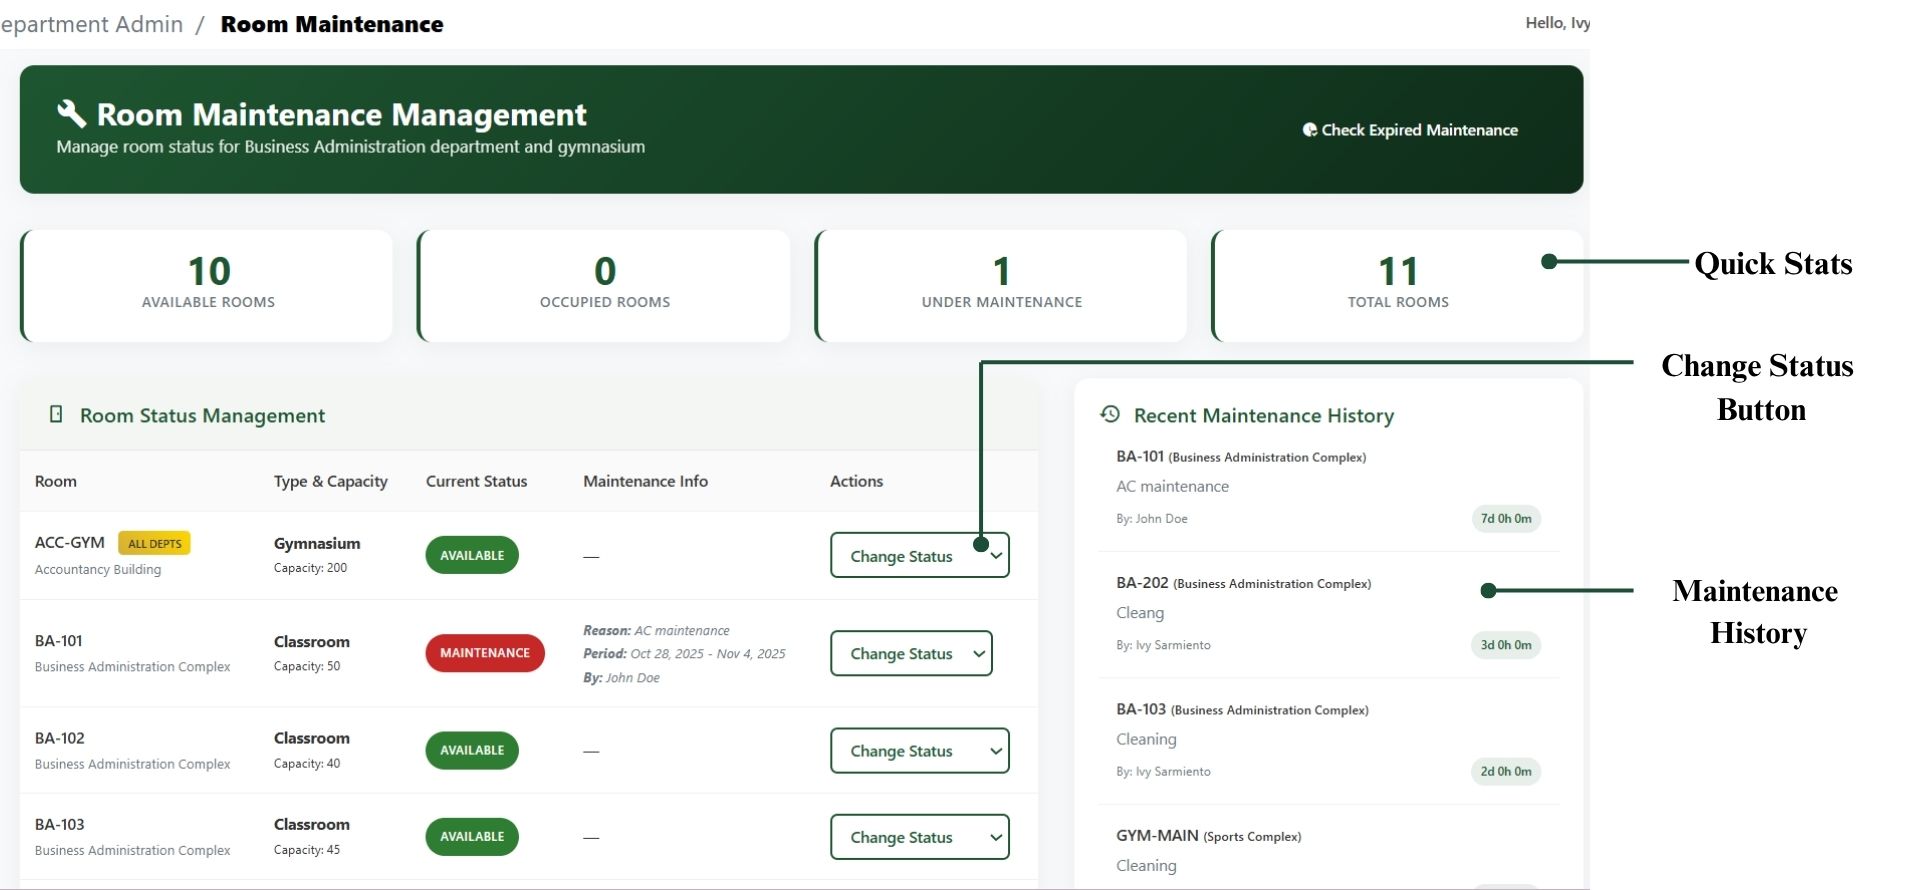 epartment Admin / Room Maintenance
Hello, Ivy
Room Maintenance Management
Manage room status for Business Administration department and gymnasium
Check Expired Maintenance
10
AVAILABLE ROOMS
0
OCCUPIED ROOMS
1
UNDER MAINTENANCE
11
TOTAL ROOMS
Quick Stats
Change Status
Button
Room Status Management
Room Type & Capacity Current Status Maintenance Info Actions
ACC-GYM ALL DEPTS
Accountancy Building
Gymnasium
Capacity: 200
AVAILABLE
—
Change Status
BA-101
Business Administration Complex
Classroom
Capacity: 50
MAINTENANCE
Reason: AC maintenance
Period: Oct 28, 2025 - Nov 4, 2025
By: John Doe
Change Status
BA-102
Business Administration Complex
Classroom
Capacity: 40
AVAILABLE
—
Change Status
BA-103
Business Administration Complex
Classroom
Capacity: 45
AVAILABLE
—
Change Status
Recent Maintenance History
BA-101 (Business Administration Complex)
AC maintenance
By: John Doe 7d 0h 0m
BA-202 (Business Administration Complex)
Cleang
By: Ivy Sarmiento 3d 0h 0m
BA-103 (Business Administration Complex)
Cleaning
By: Ivy Sarmiento 2d 0h 0m
GYM-MAIN (Sports Complex)
Cleaning
Maintenance
History